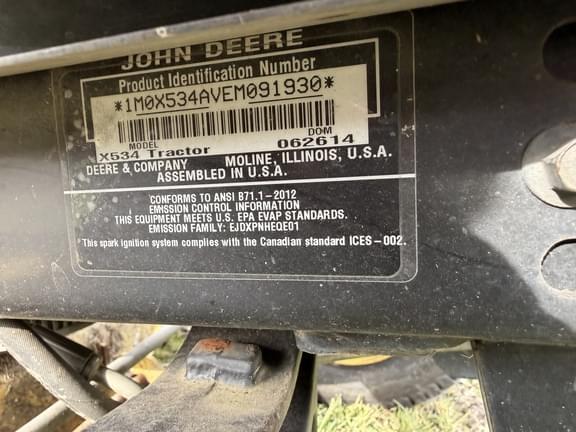 JOHN DEERE
Product Identification Number
*1M0X534AVEM091930*
MODEL DOM
X534 Tractor 062614
DEERE & COMPANY MOLINE, ILLINOIS, U.S.A.
ASSEMBLED IN U.S.A.
CONFORMS TO ANSI B71.1-2012
EMISSION CONTROL INFORMATION
THIS EQUIPMENT MEETS U.S. EPA EVAP STANDARDS.
EMISSION FAMILY: EJDXPNHEQE01
This spark ignition system complies with the Canadian standard ICES-002.